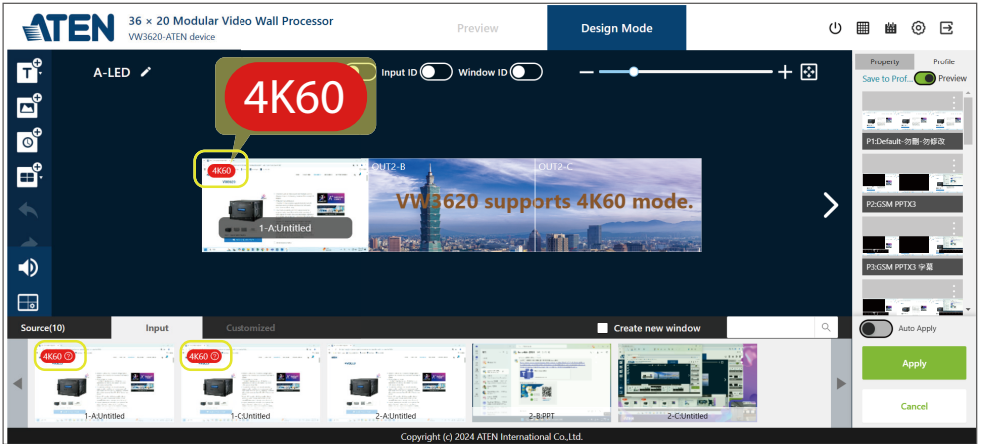 ATEN
36 × 20 Modular Video Wall Processor
VW3620-ATEN device
Preview
Design Mode
A-LED
Input ID
Window ID
Property
Profile
Save to Prof...
Preview
4K60
4K60
OUT2-B
OUT2-C
VW3620 supports 4K60 mode.
1-A:Untitled
P1:Default-勿刪-勿修改
P2:GSM PPTX3
P3:GSM PPTX3 字幕
Source(10)
Input
Customized
Create new window
Auto Apply
4K60
4K60
1-A:Untitled
1-C:Untitled
2-A:Untitled
2-B:PPT
2-C:Untitled
Apply
Cancel
Copyright (c) 2024 ATEN International Co.,Ltd.